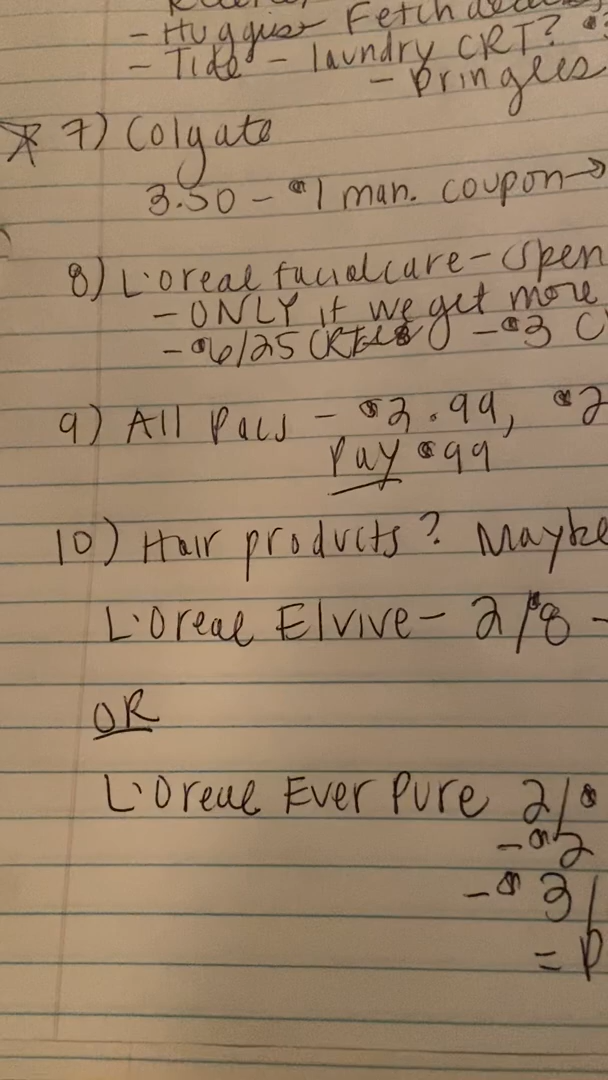 - Huggies Fetch
- Tide - laundry CRT?
- pringles
7) Colgate
3.50 - $1 man. coupon →
8) L'oreal facial care - (spen
- ONLY if we get more
- $6/25 CRT - $3 C
9) All Pacs - $2.99, $2
Pay $.99
10) Hair products? Maybe
L'Oreal Elvive - 2/$8 -
OR
L'Oreal Ever Pure 2/$
- $2
- $3/
= P